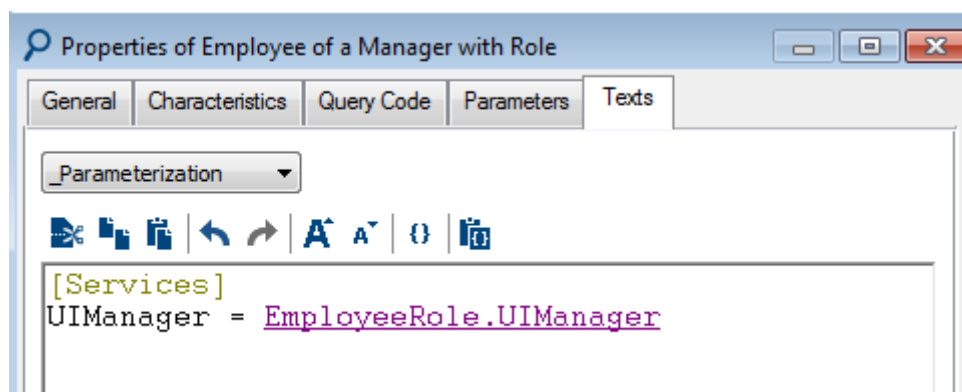 Properties of Employee of a Manager with Role
General Characteristics Query Code Parameters Texts
_Parameterization
A A {}
[Services]
UIManager = EmployeeRole.UIManager